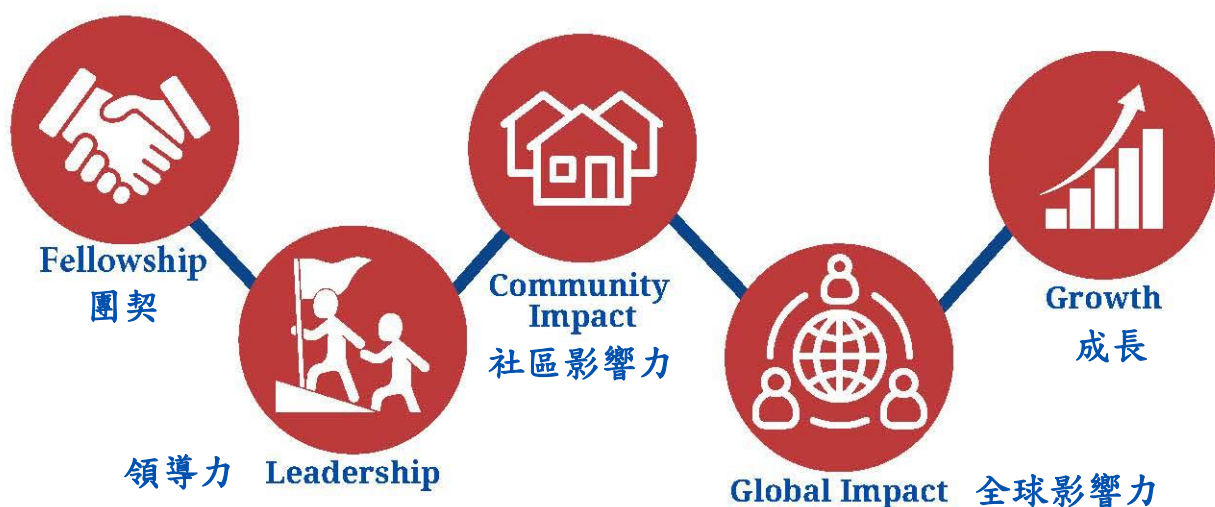 Fellowship
團契
領導力 Leadership
Community
Impact
社區影響力
Global Impact 全球影響力
Growth
成長